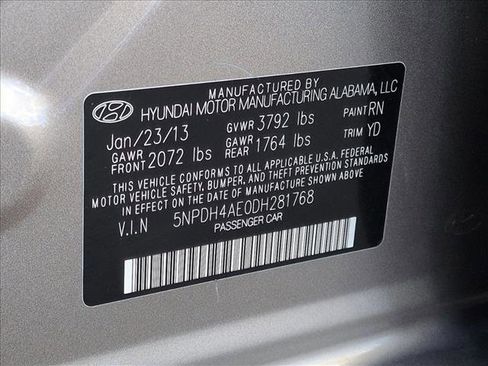 MANUFACTURED BY
HYUNDAI MOTOR MANUFACTURING ALABAMA, LLC
Jan/23/13 GVWR 3792 lbs PAINT RN
GAWR FRONT 2072 lbs GAWR REAR 1764 lbs TRIM YD
THIS VEHICLE CONFORMS TO ALL APPLICABLE U.S.A. FEDERAL
MOTOR VEHICLE SAFETY, BUMPER, AND THEFT PREVENTION STANDARDS
IN EFFECT ON THE DATE OF MANUFACTURE SHOWN ABOVE.
V.I.N 5NPDH4AE0DH281768
PASSENGER CAR